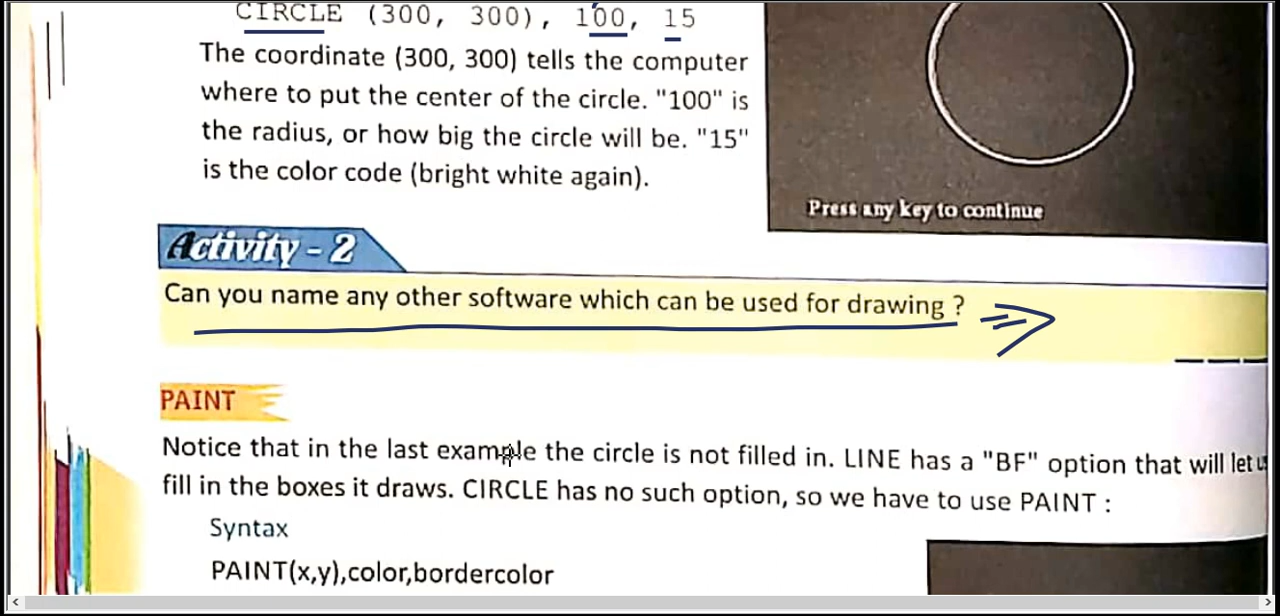 CIRCLE (300, 300), 100, 15
The coordinate (300, 300) tells the computer
where to put the center of the circle. "100" is
the radius, or how big the circle will be. "15"
is the color code (bright white again).
Press any key to continue
Activity - 2
Can you name any other software which can be used for drawing ?
PAINT
Notice that in the last example the circle is not filled in. LINE has a "BF" option that will let
fill in the boxes it draws. CIRCLE has no such option, so we have to use PAINT :
Syntax
PAINT(x,y),color,bordercolor